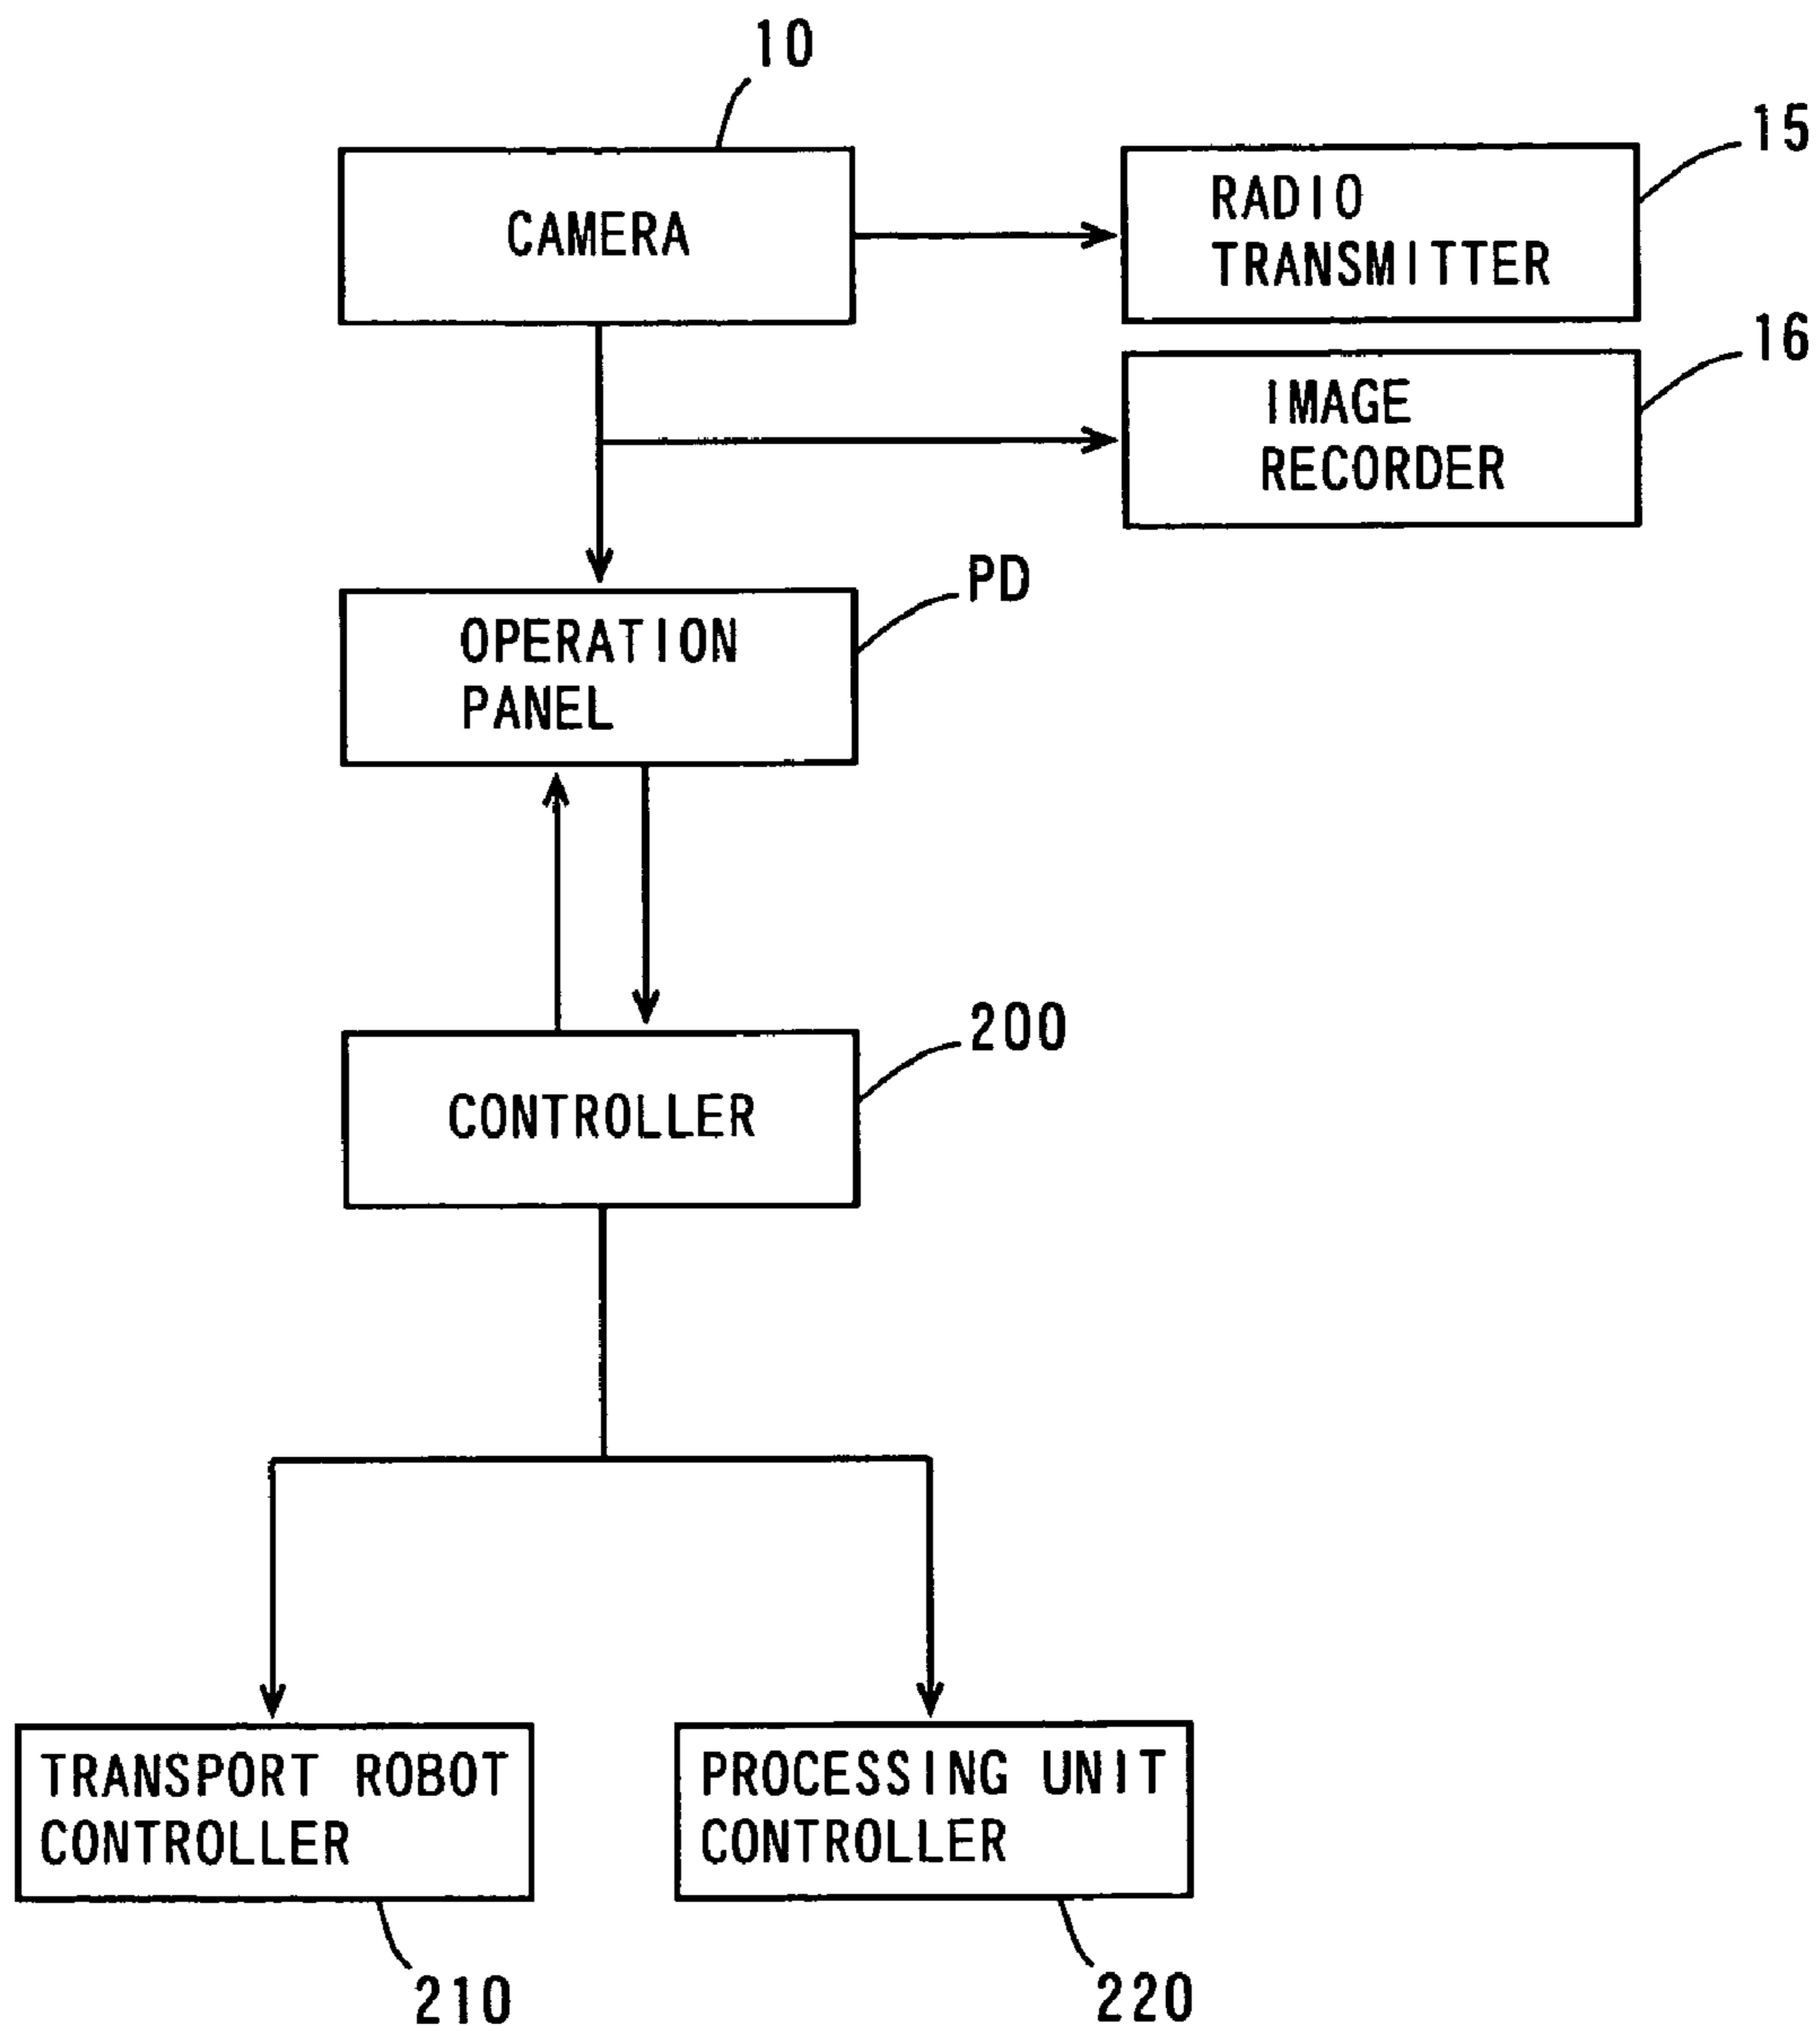 10
CAMERA
15
RADIO
TRANSMITTER
16
IMAGE
RECORDER
PD
OPERATION
PANEL
200
CONTROLLER
TRANSPORT ROBOT
CONTROLLER
PROCESSING UNIT
CONTROLLER
210
220